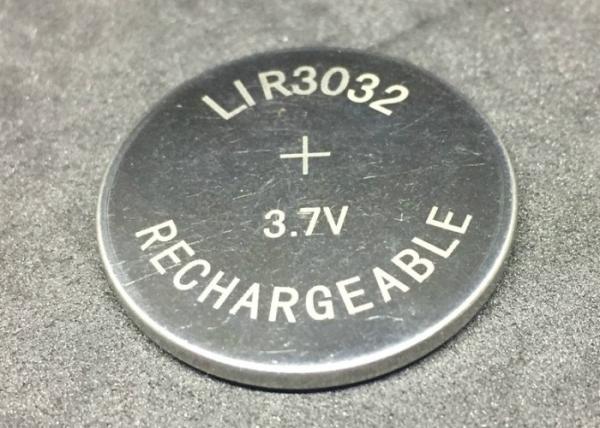 LIR3032
+
3.7V
RECHARGEABLE